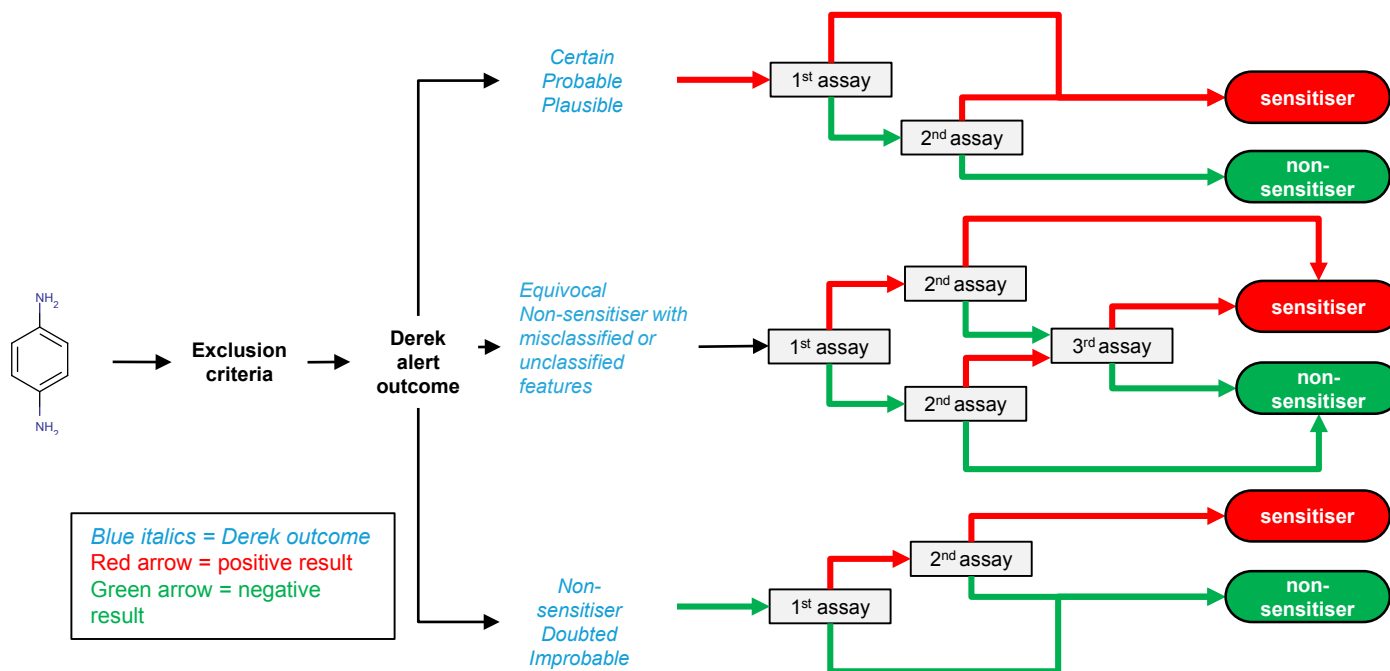 NH2
NH2
Exclusion
criteria
Derek
alert
outcome
Certain
Probable
Plausible
1st assay
2nd assay
sensitiser
non-
sensitiser
Equivocal
Non-sensitiser with
misclassified or
unclassified
features
1st assay
2nd assay
2nd assay
3rd assay
sensitiser
non-
sensitiser
Non-
sensitiser
Doubted
Improbable
1st assay
2nd assay
sensitiser
non-
sensitiser
Blue italics = Derek outcome
Red arrow = positive result
Green arrow = negative
result